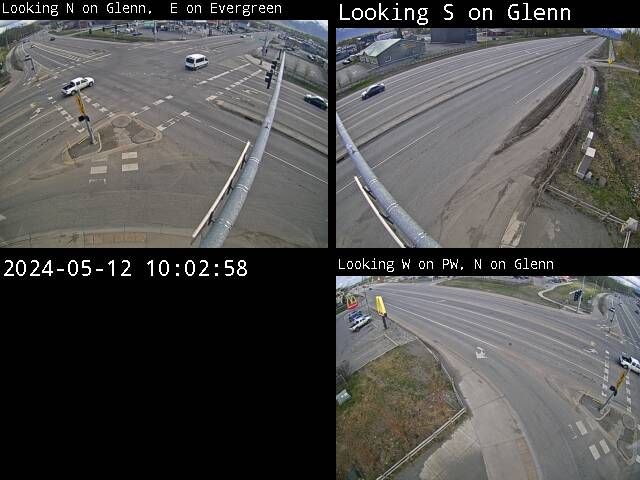 Looking N on Glenn,  E on Evergreen
Looking S on Glenn
2024-05-12 10:02:58
Looking W on PW, N on Glenn